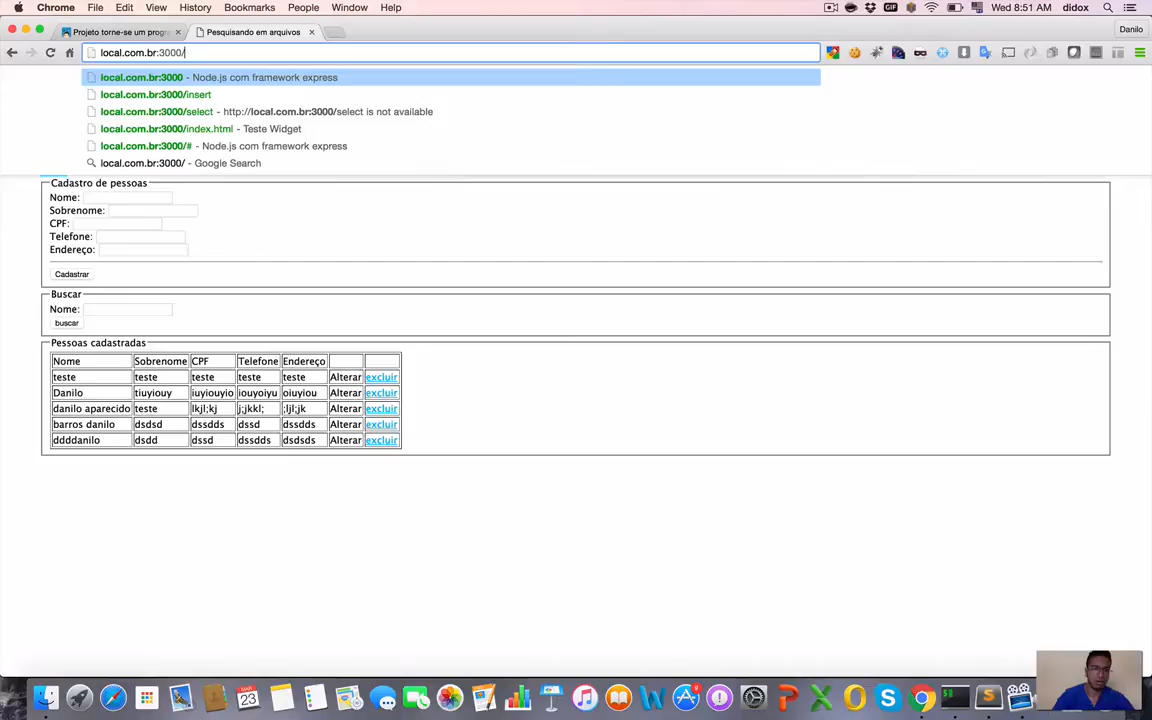 Chrome File Edit View History Bookmarks People Window Help
GIF Wed 8:51 AM didox
Projeto torne-se um progr Pesquisando em arquivos Danilo
local.com.br:3000/
local.com.br:3000 - Node.js com framework express
local.com.br:3000/insert
local.com.br:3000/select - http://local.com.br:3000/select is not available
local.com.br:3000/index.html - Teste Widget
local.com.br:3000/# - Node.js com framework express
local.com.br:3000/ - Google Search
Cadastro de pessoas
Nome:
Sobrenome:
CPF:
Telefone:
Endereço:
Cadastrar
Buscar
Nome:
buscar
Pessoas cadastradas
Nome Sobrenome CPF Telefone Endereço
teste teste teste teste teste Alterar excluir
Danilo tiuyiouy iuyiouyio iouyoiyu oiuyiou Alterar excluir
danilo aparecido teste lkjl;kj j;jkkl; ;ljl;jk Alterar excluir
barros danilo dsdsd dssdds dssd dssdds Alterar excluir
ddddanilo dsdd dssd dssdds dsdsds Alterar excluir
23